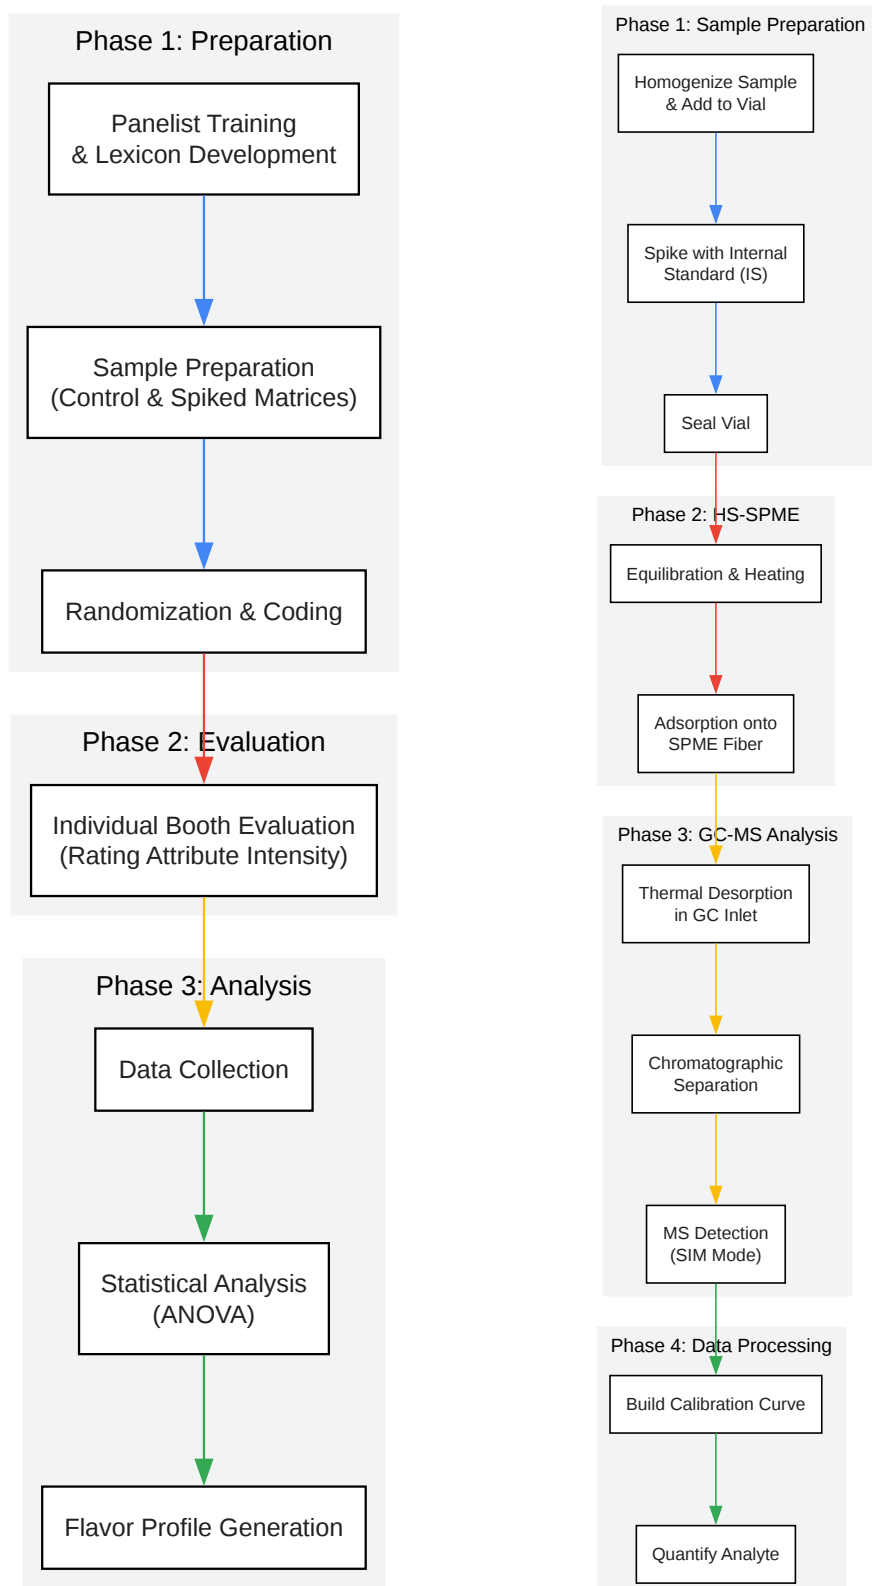 Phase 1: Preparation
Panelist Training
& Lexicon Development
Sample Preparation
(Control & Spiked Matrices)
Randomization & Coding
Phase 2: Evaluation
Individual Booth Evaluation
(Rating Attribute Intensity)
Phase 3: Analysis
Data Collection
Statistical Analysis
(ANOVA)
Flavor Profile Generation
Phase 1: Sample Preparation
Homogenize Sample
& Add to Vial
Spike with Internal
Standard (IS)
Seal Vial
Phase 2: HS-SPME
Equilibration & Heating
Adsorption onto
SPME Fiber
Phase 3: GC-MS Analysis
Thermal Desorption
in GC Inlet
Chromatographic
Separation
MS Detection
(SIM Mode)
Phase 4: Data Processing
Build Calibration Curve
Quantify Analyte